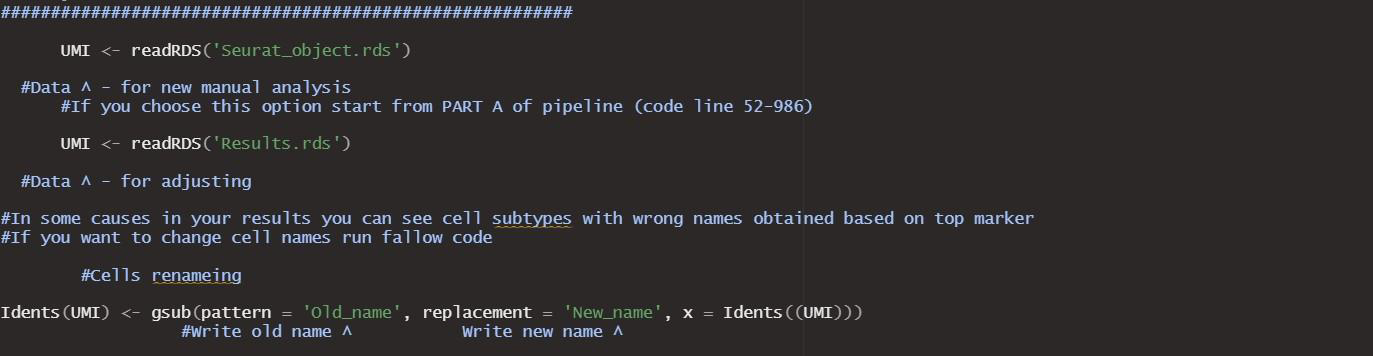 ##########################################################
UMI <- readRDS('Seurat_object.rds')
#Data ^ - for new manual analysis
#If you choose this option start from PART A of pipeline (code line 52-986)
UMI <- readRDS('Results.rds')
#Data ^ - for adjusting
#In some causes in your results you can see cell subtypes with wrong names obtained based on top marker
#If you want to change cell names run fallow code
#Cells renameing
Idents(UMI) <- gsub(pattern = 'Old_name', replacement = 'New_name', x = Idents((UMI)))
#Write old name ^ Write new name ^